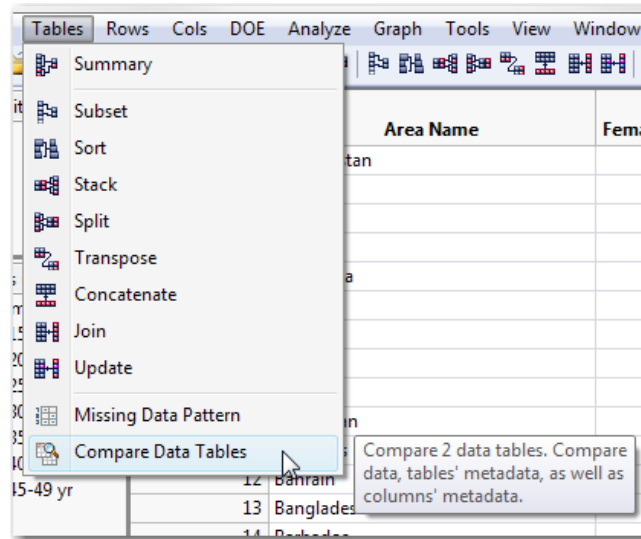 Tables Rows Cols DOE Analyze Graph Tools View Window
Summary
Subset
Area Name
Sort
Stack
Split
Transpose
Concatenate
Join
Update
Missing Data Pattern
Compare Data Tables
Compare 2 data tables. Compare
data, tables' metadata, as well as
columns' metadata.
12 Bahrain
45-49 yr
13 Banglades
14 Barbados